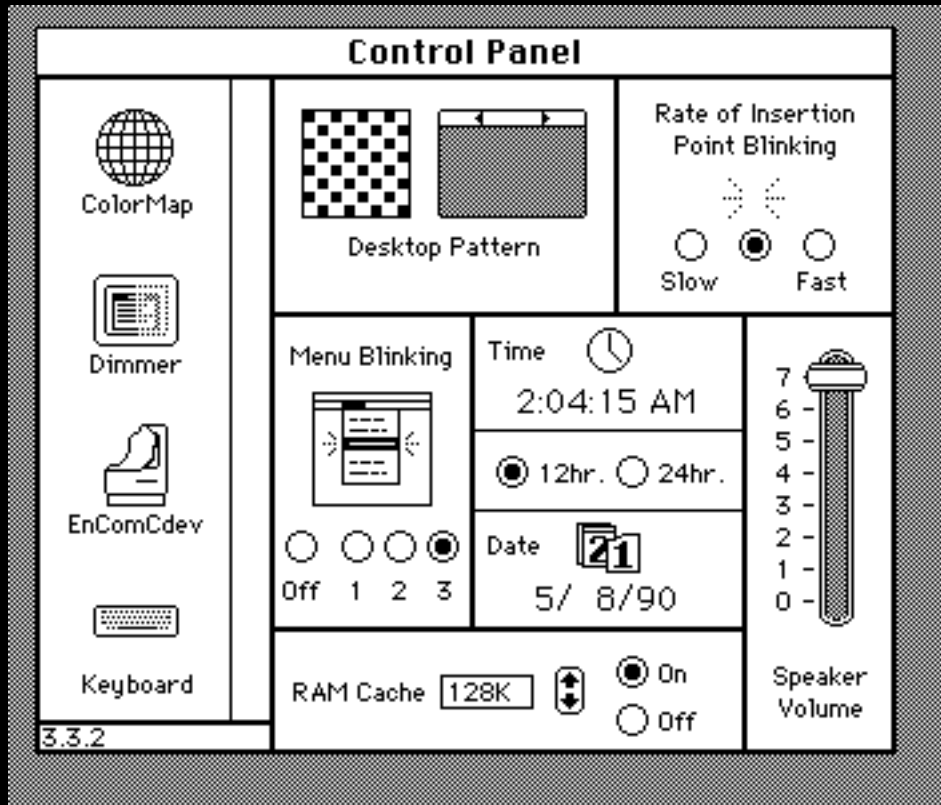 Control Panel
ColorMap
Dimmer
EnComCdev
Keyboard
3.3.2
Desktop Pattern
Rate of Insertion
Point Blinking
Slow Fast
Menu Blinking
Off 1 2 3
Time
2:04:15 AM
12hr. 24hr.
Date
21
5/ 8/90
RAM Cache 128K
On
Off
7
6
5
4
3
2
1
0
Speaker
Volume